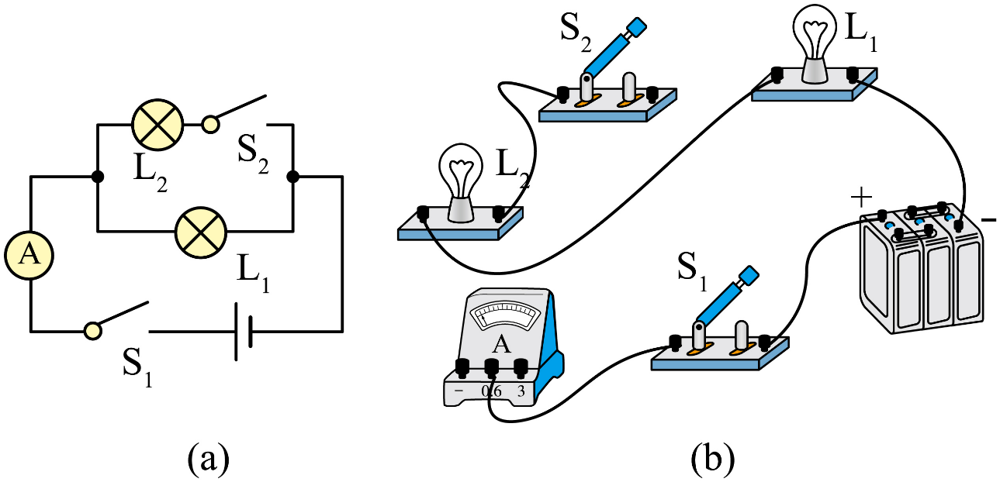 L₂
S₂
L₁
A
S₁
(a)
S₂
L₁
L₂
+
-
S₁
A
- 0.6 3
(b)